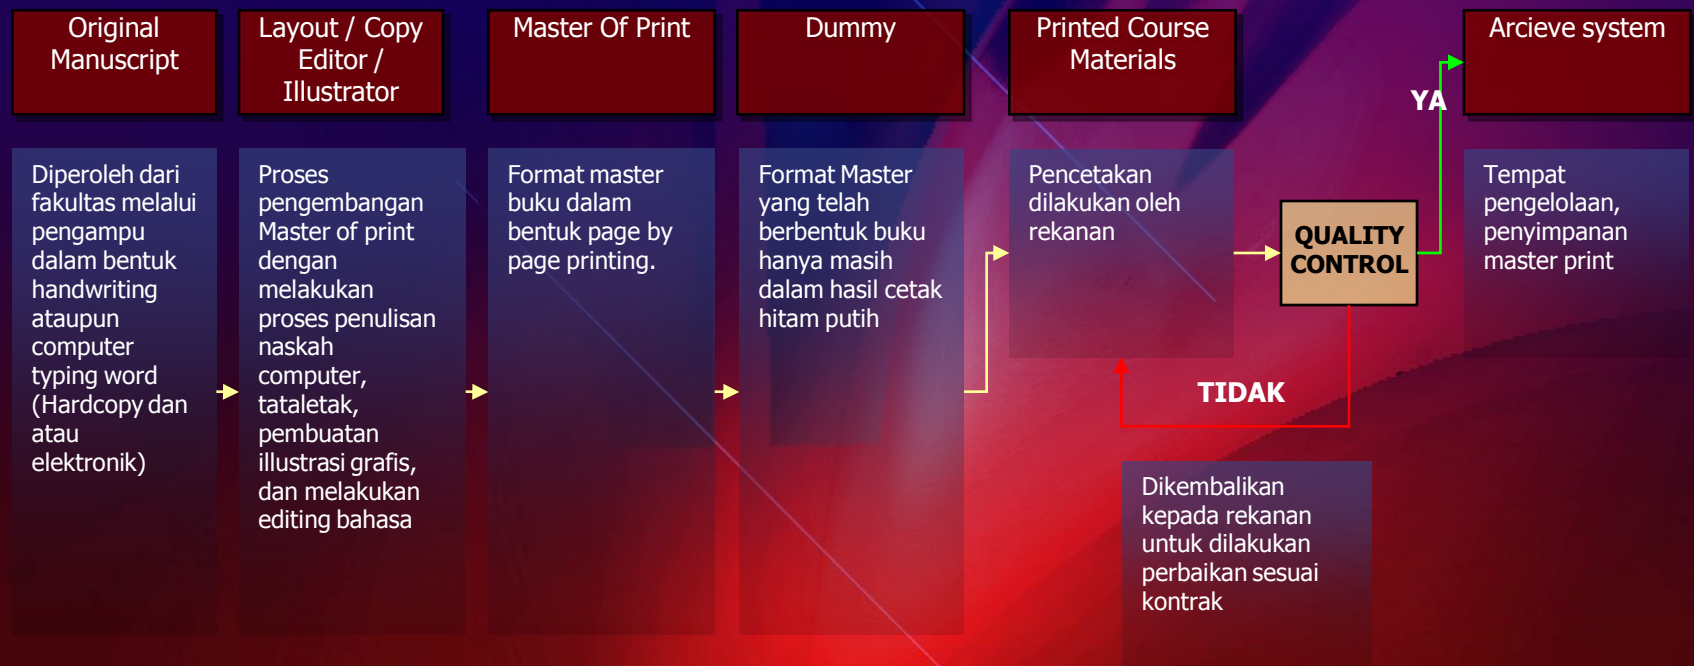 Original
Manuscript
Layout / Copy
Editor /
Illustrator
Master Of Print
Dummy
Printed Course
Materials
Arcieve system
YA
Diperoleh dari
fakultas melalui
pengampu
dalam bentuk
handwriting
ataupun
computer
typing word
(Hardcopy dan
atau
elektronik)
Proses
pengembangan
Master of print
dengan
melakukan
proses penulisan
naskah
computer,
tataletak,
pembuatan
illustrasi grafis,
dan melakukan
editing bahasa
Format master
buku dalam
bentuk page by
page printing.
Format Master
yang telah
berbentuk buku
hanya masih
dalam hasil cetak
hitam putih
Pencetakan
dilakukan oleh
rekanan
QUALITY
CONTROL
Tempat
pengelolaan,
penyimpanan
master print
TIDAK
Dikembalikan
kepada rekanan
untuk dilakukan
perbaikan sesuai
kontrak